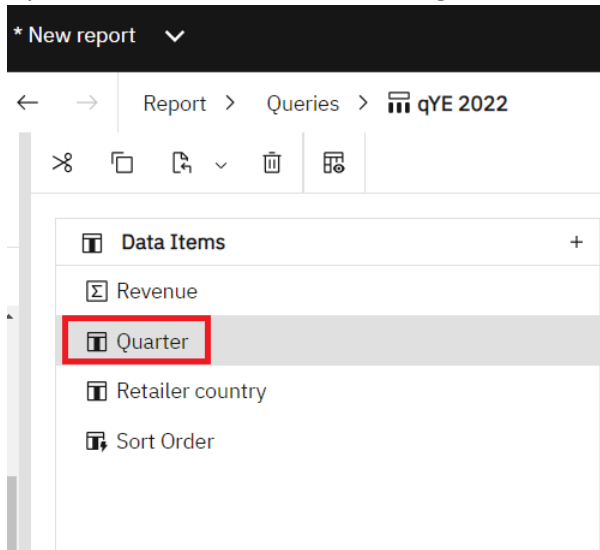 * New report
Report > Queries > qYE 2022
Data Items +
Revenue
Quarter
Retailer country
Sort Order